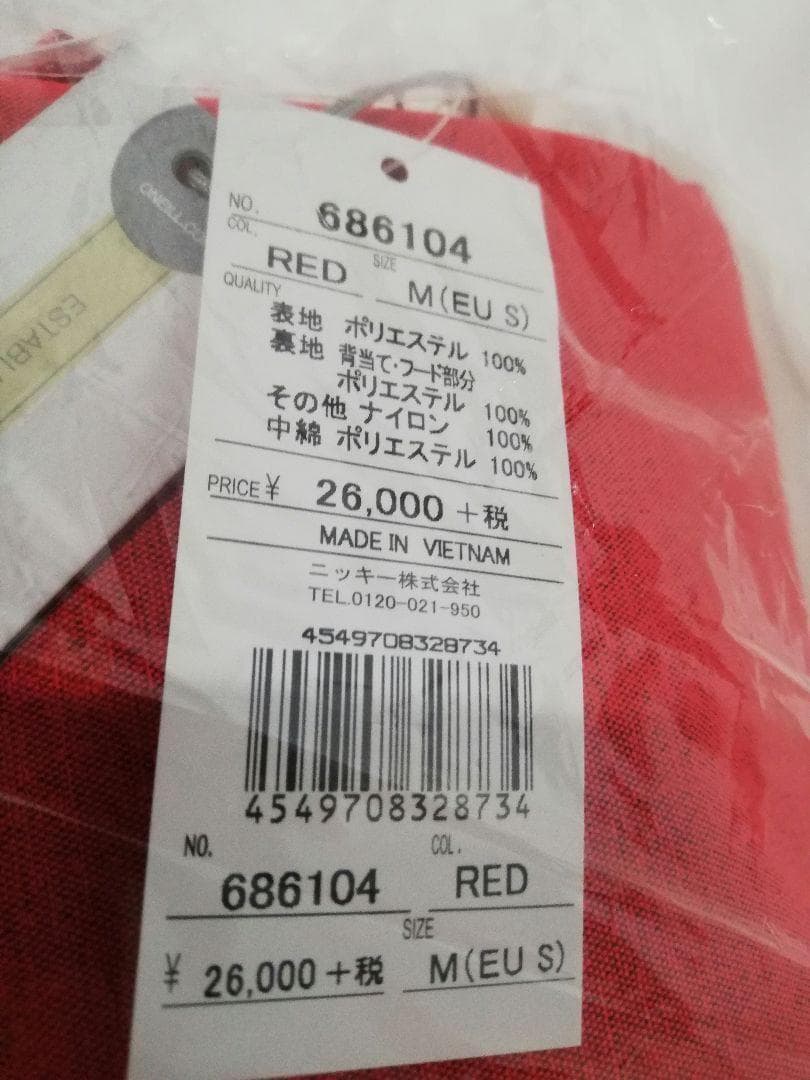 ESTABL
NO. 686104
COL. RED SIZE M(EU S)
QUALITY
表地 ポリエステル 100%
裏地 背当て・フード部分
ポリエステル 100%
その他 ナイロン 100%
中綿 ポリエステル 100%
PRICE ¥ 26,000 +税
MADE IN VIETNAM
ニッキー株式会社
TEL.0120-021-950
4549708328734
4549708328734
NO. 686104 COL. RED
¥ 26,000 +税 SIZE M(EU S)